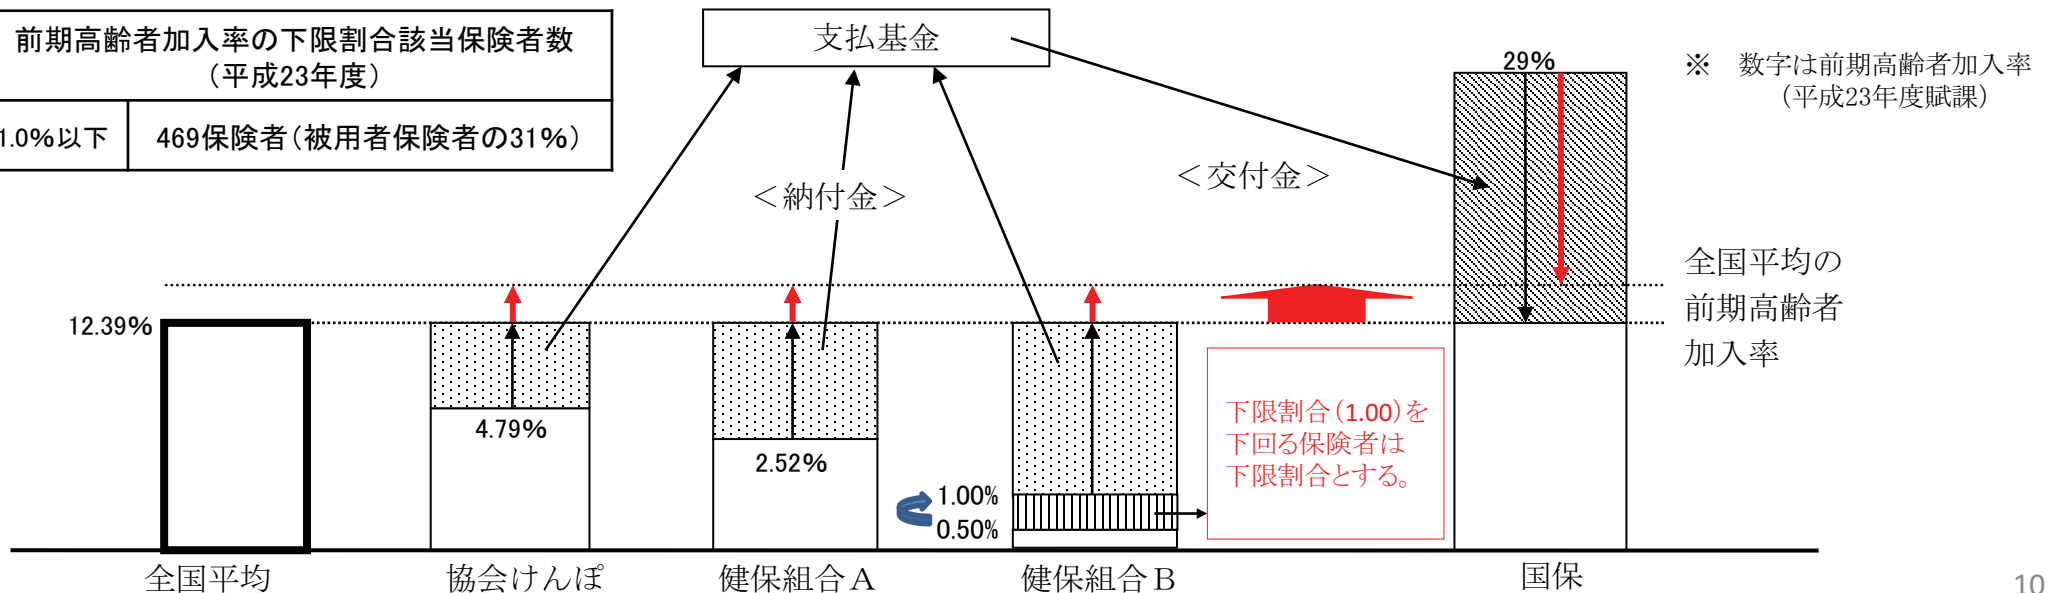 前期高齢者加入率の下限割合該当保険者数
（平成23年度）
1.0%以下
469保険者（被用者保険者の31%）
支払基金
29%
※　数字は前期高齢者加入率
（平成23年度賦課）
＜納付金＞
＜交付金＞
全国平均の
前期高齢者
加入率
12.39%
4.79%
2.52%
1.00%
0.50%
下限割合（1.00）を
下回る保険者は
下限割合とする。
全国平均
協会けんぽ
健保組合Ａ
健保組合Ｂ
国保
10